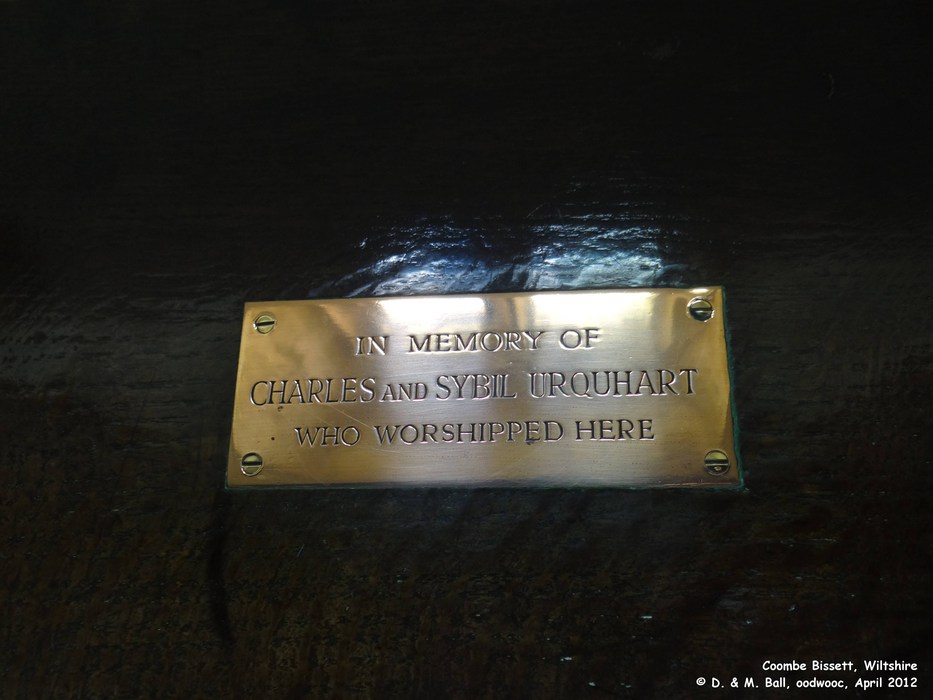 IN MEMORY OF
CHARLES AND SYBIL URQUHART
WHO WORSHIPPED HERE
Coombe Bissett, Wiltshire
© D. & M. Ball, oodwooc, April 2012